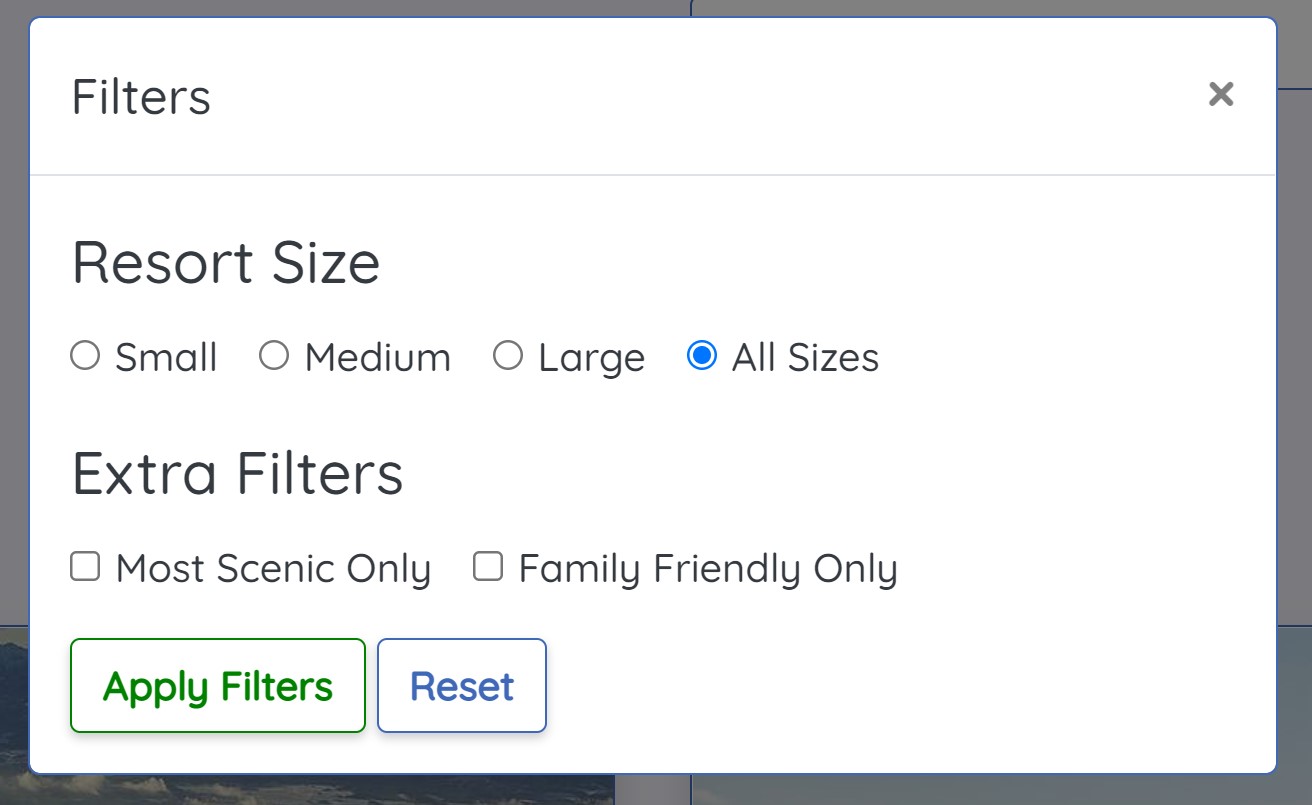 Filters
Resort Size
Small Medium Large All Sizes
Extra Filters
Most Scenic Only Family Friendly Only
Apply Filters Reset